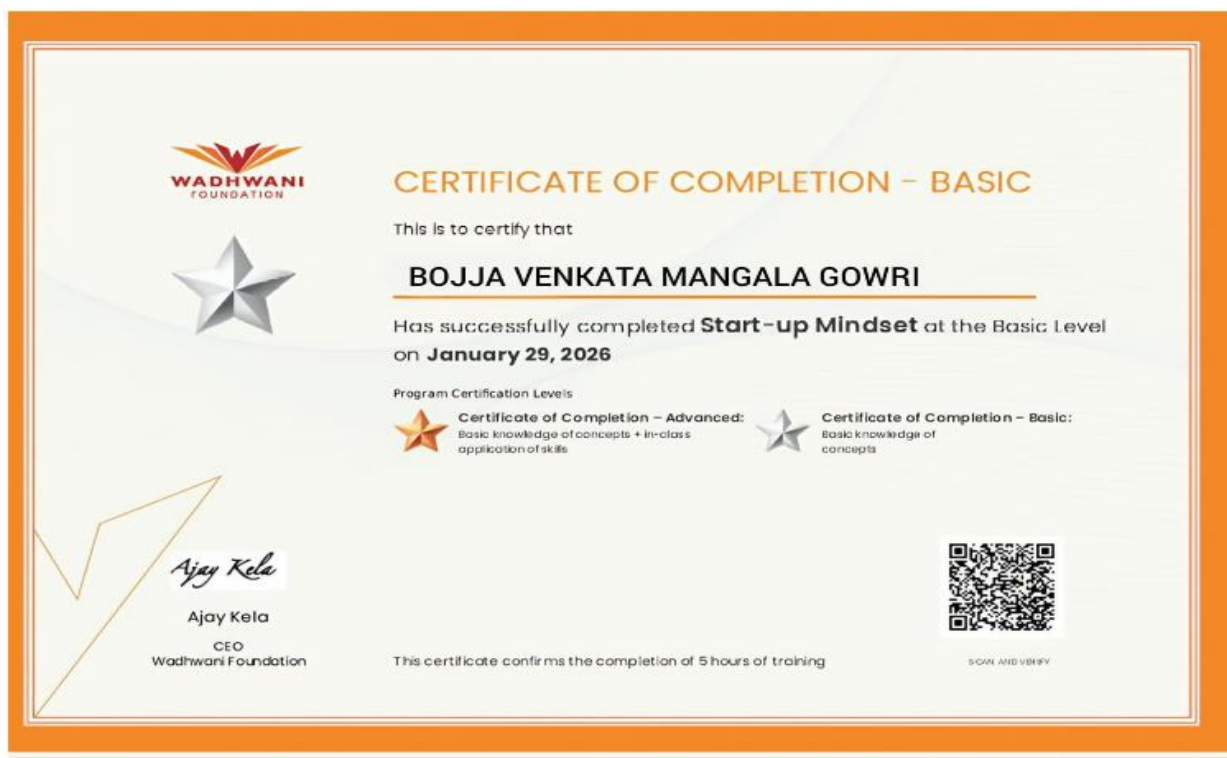 WADHWANI
FOUNDATION
CERTIFICATE OF COMPLETION – BASIC
This is to certify that
BOJJA VENKATA MANGALA GOWRI
Has successfully completed Start-up Mindset at the Basic Level
on January 29, 2026
Program Certification Levels
Certificate of Completion – Advanced:
Basic knowledge of concepts + in-class
application of skills
Certificate of Completion – Basic:
Basic knowledge of
concepts
Ajay Kela
Ajay Kela
CEO
Wadhwani Foundation
This certificate confirms the completion of 5 hours of training
SCAN AND VERIFY